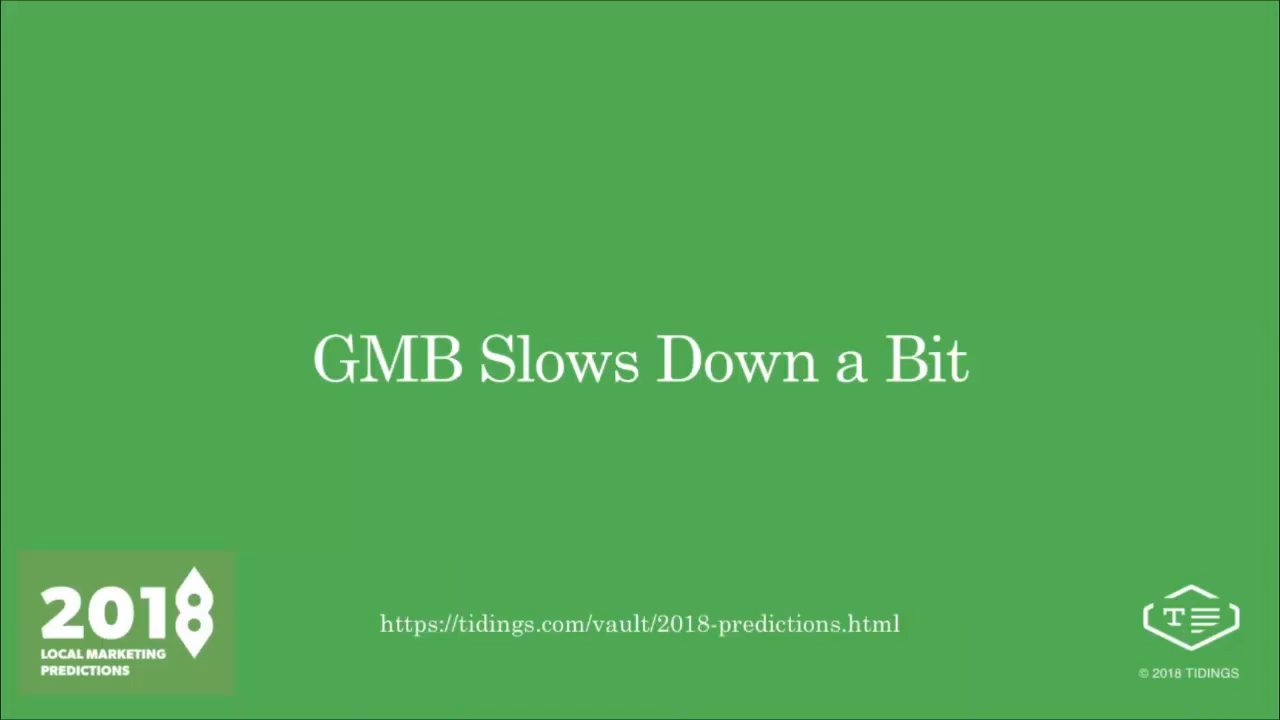 GMB Slows Down a Bit
2018
LOCAL MARKETING
PREDICTIONS
https://tidings.com/vault/2018-predictions.html
T
© 2018 TIDINGS